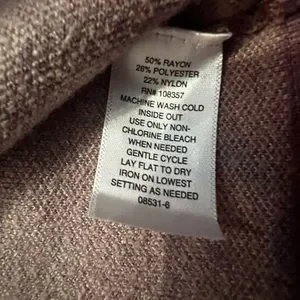 50% RAYON
28% POLYESTER
22% NYLON
RN# 108357
MACHINE WASH COLD
INSIDE OUT
USE ONLY NON-
CHLORINE BLEACH
WHEN NEEDED
GENTLE CYCLE
LAY FLAT TO DRY
IRON ON LOWEST
SETTING AS NEEDED
08531-6